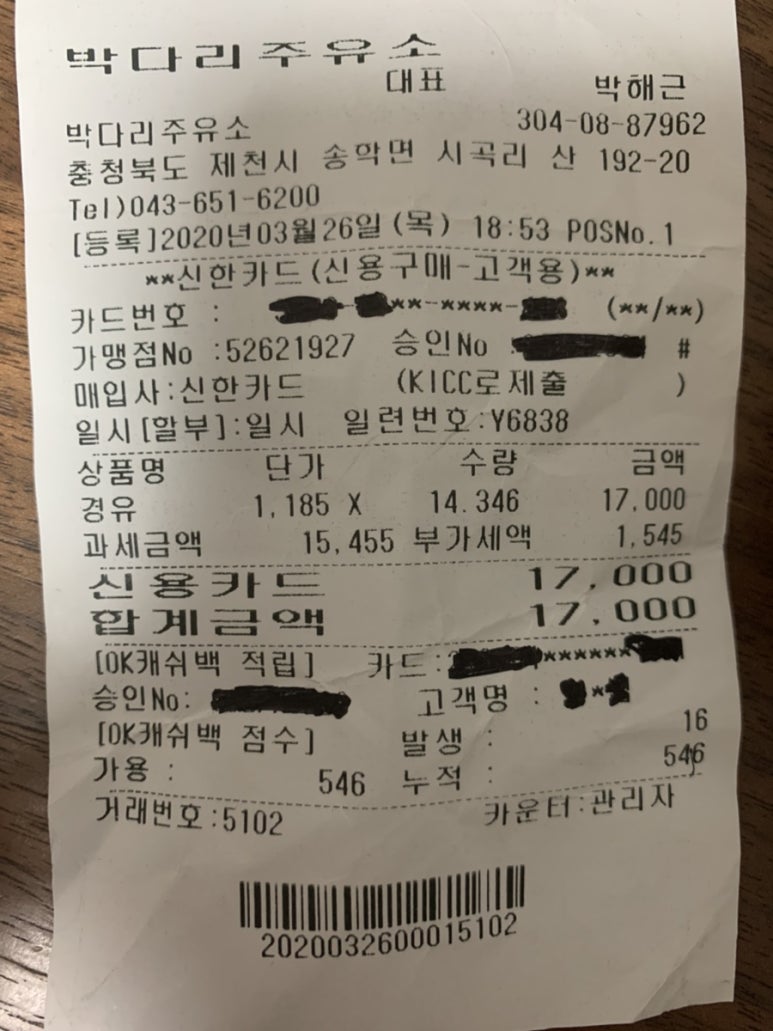 박다리주유소
대표 박해근
박다리주유소 304-08-87962
충청북도 제천시 송학면 시곡리 산 192-20
Tel)043-651-6200
[등록]2020년03월26일(목) 18:53 POSNo.1
**신한카드(신용구매-고객용)**
카드번호 : - **-****- (**/**)
가맹점No :52621927 승인No : #
매입사:신한카드 (KICC로제출 )
일시[할부]:일시 일련번호:Y6838
상품명 단가 수량 금액
경유 1,185 X 14.346 17,000
과세금액 15,455 부가세액 1,545
신용카드 17,000
합계금액 17,000
[OK캐쉬백 적립] 카드: ******
승인No: 고객명 : *
[OK캐쉬백 점수] 발생 : 16
가용 : 546 누적 : 546
거래번호:5102 카운터:관리자
2020032600015102